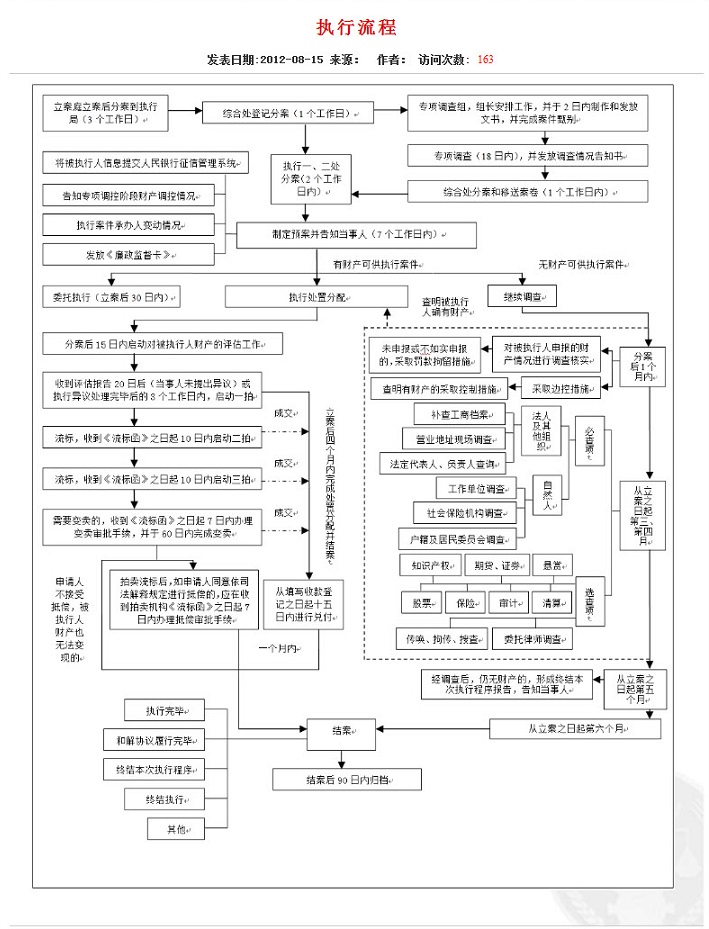 执行流程
发表日期:2012-08-15 来源： 作者： 访问次数: 163
立案庭立案后分案到执行
局（3 个工作日）
综合处登记分案（1 个工作日）
专项调查组，组长安排工作，并于 2 日内制作和发放
文书，并完成案件甄别
专项调查（18 日内），并发放调查情况告知书
综合处分案和移送案卷（1 个工作日内）
执行一、二处
分案（2 个工作
日内）
将被执行人信息提交人民银行征信管理系统
告知专项调控阶段财产调控情况
执行案件承办人变动情况
发放《廉政监督卡》
制定预案并告知当事人（7 个工作日内）
有财产可供执行案件
无财产可供执行案件
委托执行（立案后 30 日内）
执行处置分配
继续调查
查明被执行
人确有财产
分案后 15 日内启动对被执行人财产的评估工作
收到评估报告 20 日后（当事人未提出异议）或
执行异议处理完毕后的 8 个工作日内，启动一拍
成交
流标，收到《流标函》之日起 10 日内启动二拍
成交
流标，收到《流标函》之日起 10 日内启动三拍
成交
需要变卖的，收到《流标函》之日起 7 日内办理
变卖审批手续，并于 60 日内完成变卖
立案后四个月内完成处置分配并结案
申请人
不接受
抵偿，被
执行人
财产也
无法变
现的
拍卖流标后，如申请人同意依司
法解释规定进行抵偿的，应在收
到拍卖机构《流标函》之日起 7
日内办理抵偿审批手续
从填写收款登
记之日起十五
日内进行兑付
一个月内
未申报或不如实申报
的，采取罚款拘留措施
对被执行人申报的财
产情况进行调查核实
分案
后1个
月内
查明有财产的采取控制措施
采取边控措施
补查工商档案
营业地址现场调查
法定代表人、负责人查询
法人
及其
他组
织
必查项
工作单位调查
社会保险机构调查
户籍及居民委员会调查
自然人
从立案
之日起
第三、
第四
月
知识产权
期货、证劵
悬赏
股票
保险
审计
清算
传唤、拘传、搜查
委托律师调查
选查项
经调查后，仍无财产的，形成终结本
次执行程序报告，告知当事人
从立案之
日起第五
个月
从立案之日起第六个月
执行完毕
和解协议履行完毕
终结本次执行程序
终结执行
其他
结案
结案后 90 日内归档